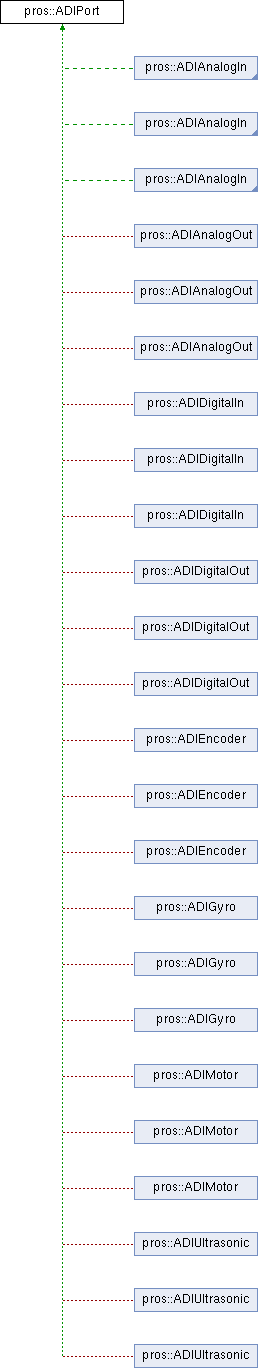 pros::ADIPort
pros::ADIAnalogIn
pros::ADIAnalogIn
pros::ADIAnalogIn
pros::ADIAnalogOut
pros::ADIAnalogOut
pros::ADIAnalogOut
pros::ADIDigitalIn
pros::ADIDigitalIn
pros::ADIDigitalIn
pros::ADIDigitalOut
pros::ADIDigitalOut
pros::ADIDigitalOut
pros::ADIEncoder
pros::ADIEncoder
pros::ADIEncoder
pros::ADIGyro
pros::ADIGyro
pros::ADIGyro
pros::ADIMotor
pros::ADIMotor
pros::ADIMotor
pros::ADIUltrasonic
pros::ADIUltrasonic
pros::ADIUltrasonic